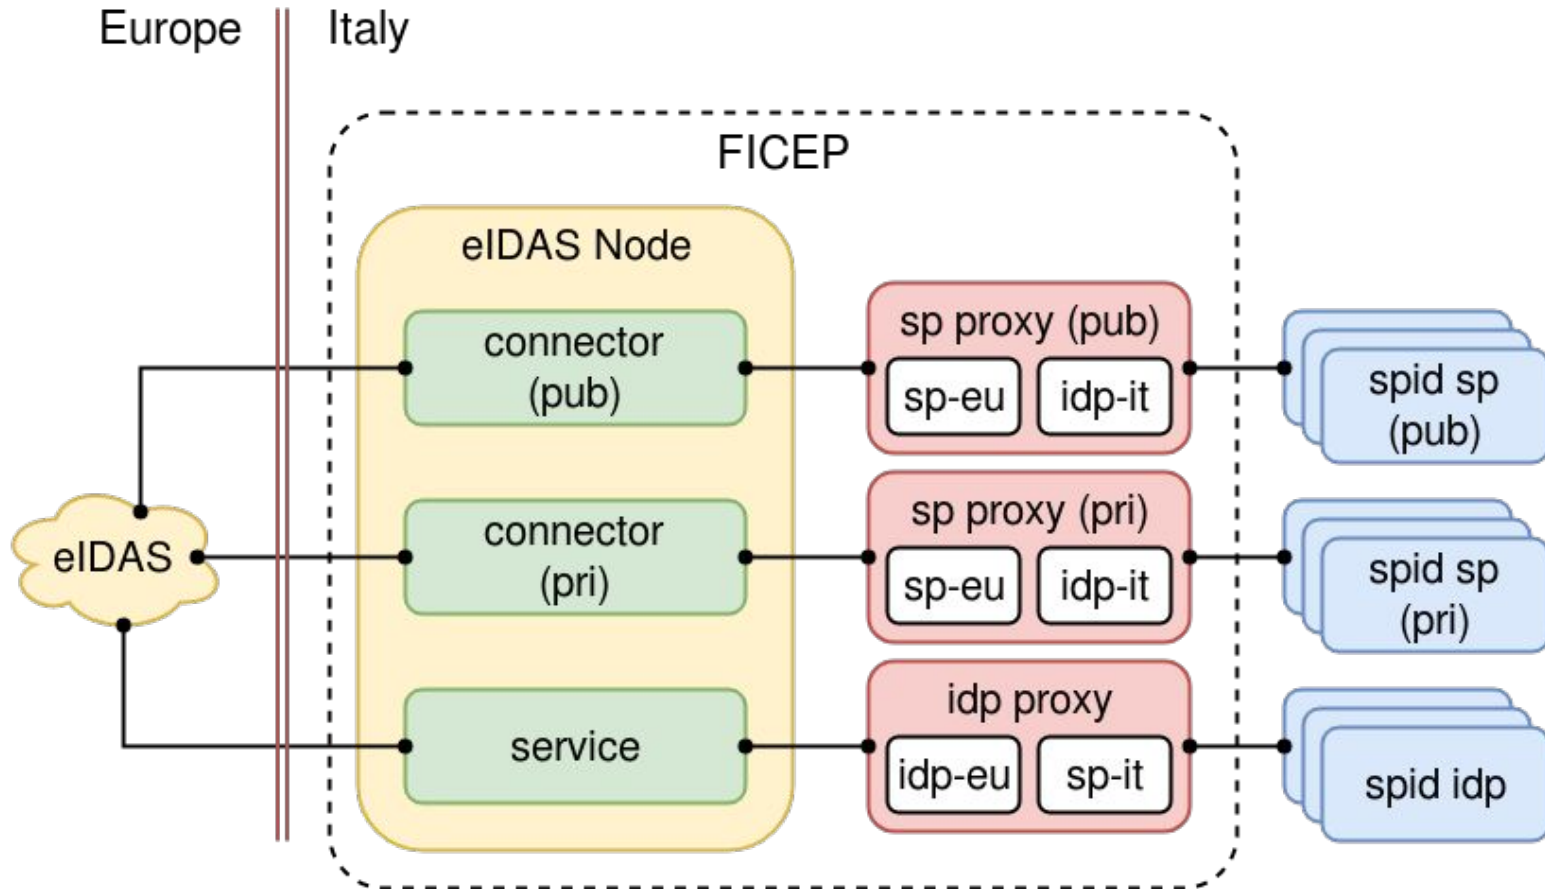 Europe
Italy
FICEP
eIDAS Node
connector
(pub)
sp proxy (pub)
sp-eu
idp-it
spid sp
(pub)
eIDAS
connector
(pri)
sp proxy (pri)
sp-eu
idp-it
spid sp
(pri)
service
idp proxy
idp-eu
sp-it
spid idp